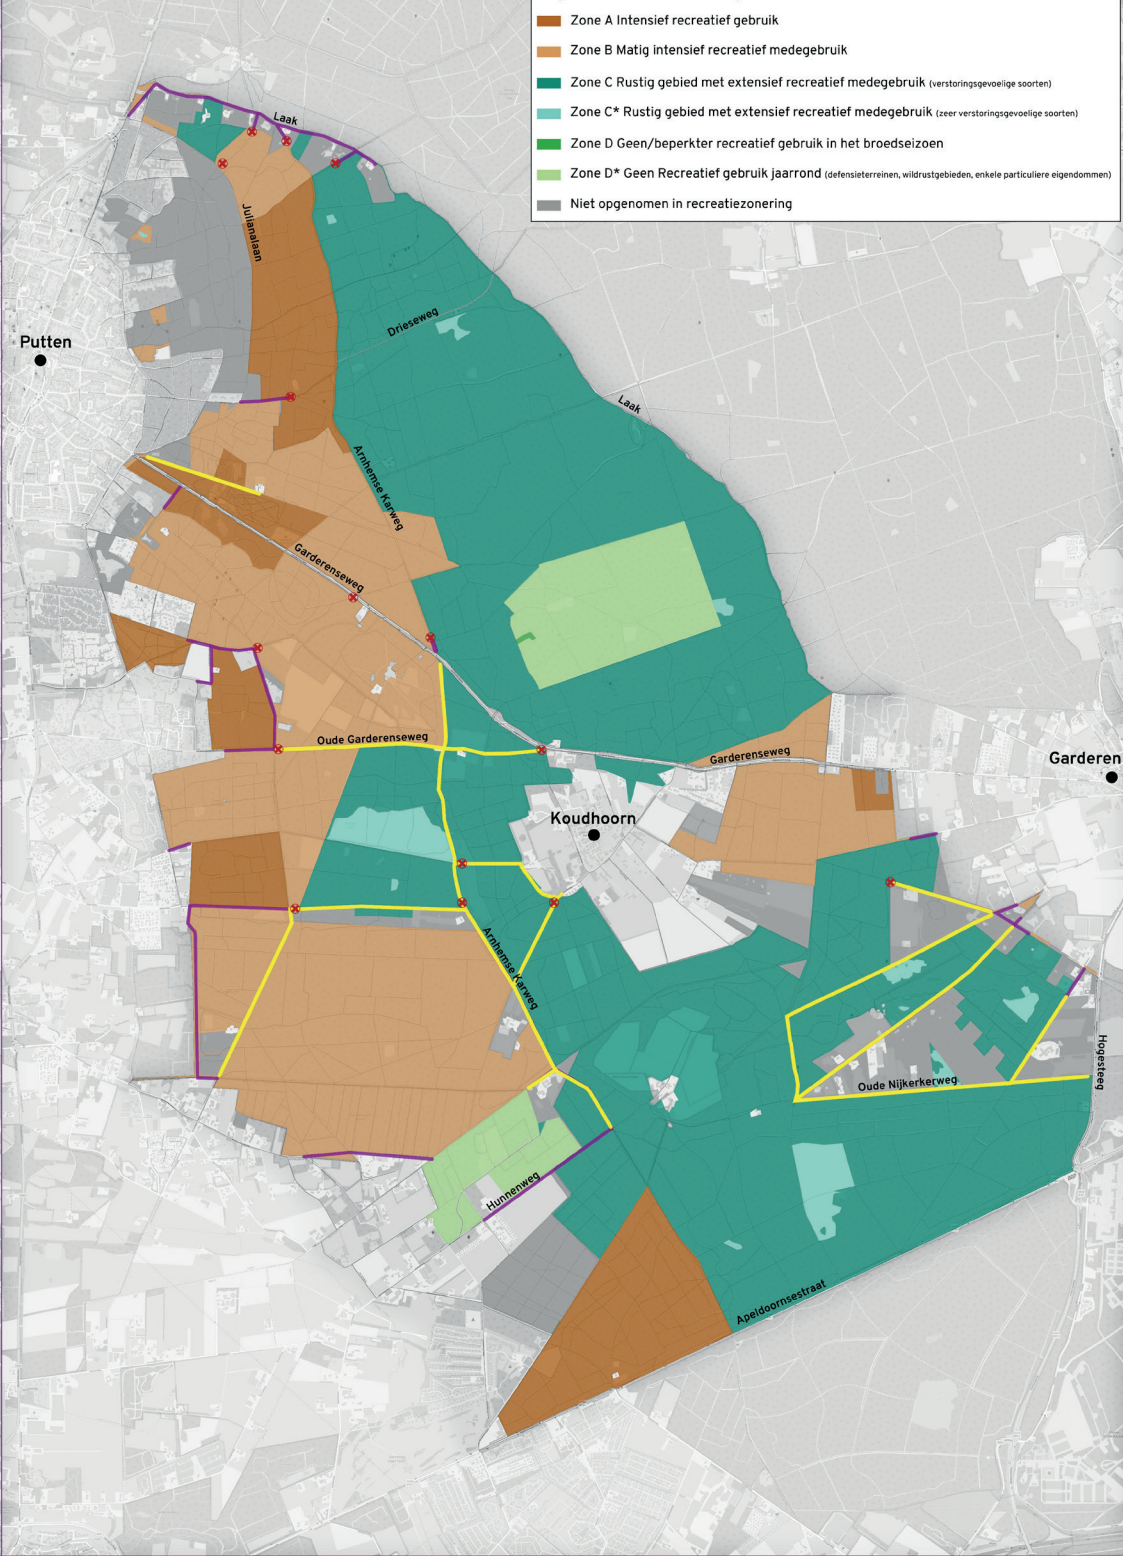 Zone A Intensief recreatief gebruik
Zone B Matig intensief recreatief medegebruik
Zone C Rustig gebied met extensief recreatief medegebruik (verstoringsgevoelige soorten)
Zone C* Rustig gebied met extensief recreatief medegebruik (zeer verstoringsgevoelige soorten)
Zone D Geen/beperkter recreatief gebruik in het broedseizoen
Zone D* Geen Recreatief gebruik jaarrond (defensieterreinen, wildrustgebieden, enkele particuliere eigendommen)
Niet opgenomen in recreatiezonering
Laak
Julianalaan
Drieseweg
Putten
Laak
Arnhemse Karweg
Garderenseweg
Oude Garderenseweg
Garderenseweg
Garderen
Koudhoorn
Arnhemse Karweg
Hogesteeg
Oude Nijkerkerweg
Hunnenweg
Apeldoornsestraat